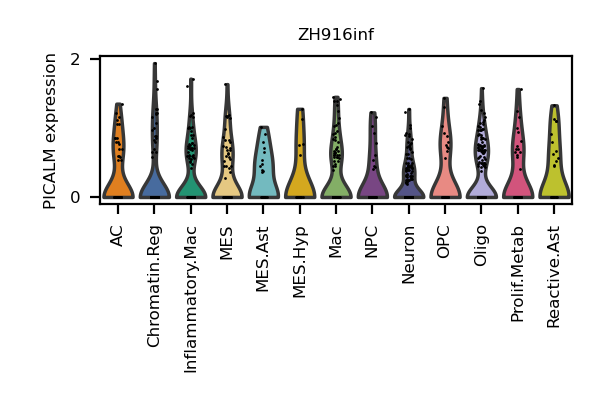 ZH916inf
PICALM expression
2
0
AC
Chromatin.Reg
Inflammatory.Mac
MES
MES.Ast
MES.Hyp
Mac
NPC
Neuron
OPC
Oligo
Prolif.Metab
Reactive.Ast